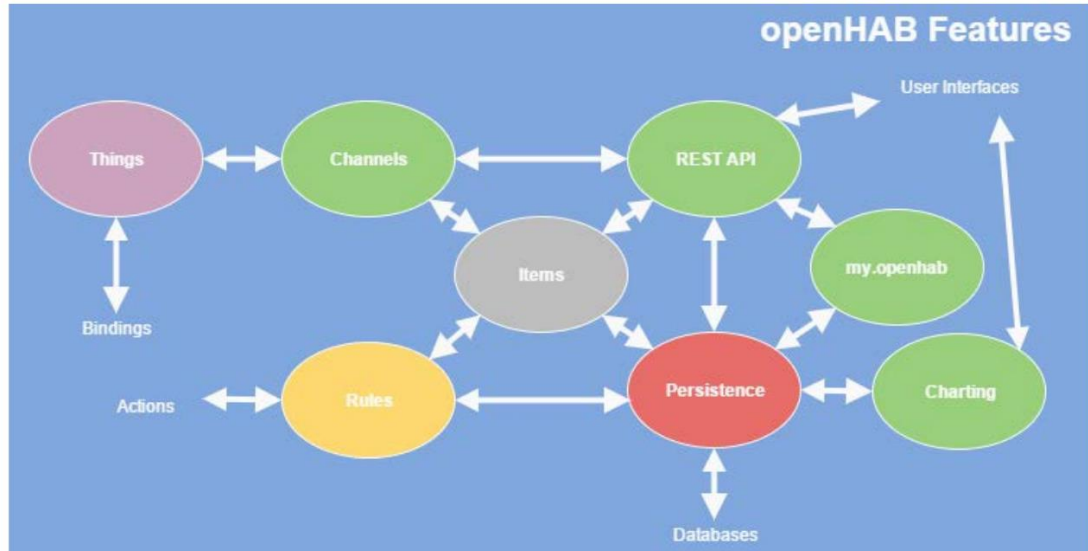 openHAB Features
User Interfaces
Things
Channels
REST API
Items
my.openhab
Bindings
Actions
Rules
Persistence
Charting
Databases